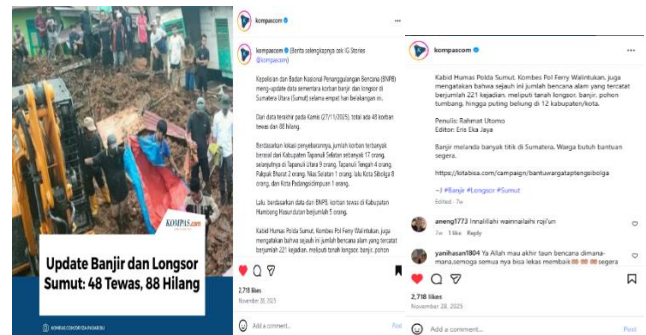 KOMPAS.com
Update Banjir dan Longsor
Sumut: 48 Tewas, 88 Hilang
kompascom
kompascom (Berita selengkapnya cek IG Stories
@kompascom)
Kepolisian dan Badan Nasional Penanggulangan Bencana (BNPB)
meng-update data sementara korban banjir dan longsor di
Sumatera Utara (Sumut) selama empat hari belakangan ini.
Dari data terakhir pada Kamis (27/11/2025), total ada 48 korban
tewas dan 88 hilang.
Berdasarkan lokasi penyebarannya, jumlah korban terbanyak
berasal dari Kabupaten Tapanuli Selatan sebanyak 17 orang,
selanjutnya di Tapanuli Utara 9 orang, Tapanuli Tengah 4 orang,
Pakpak Bharat 2 orang, Nias Selatan 1 orang, lalu Kota Sibolga 8
orang, dan Kota Padangsidimpuan 1 orang.
Lalu, berdasarkan data dari BNPB, korban tewas di Kabupaten
Humbang Hasundutan berjumlah 5 orang.
Kabid Humas Polda Sumut, Kombes Pol Ferry Walintukan, juga
mengatakan bahwa sejauh ini jumlah bencana alam yang tercatat
berjumlah 221 kejadian, meliputi tanah longsor, banjir, pohon
2,718 likes
November 28, 2025
Add a comment...
Post
kompascom
Kabid Humas Polda Sumut, Kombes Pol Ferry Walintukan, juga
mengatakan bahwa sejauh ini jumlah bencana alam yang tercatat
berjumlah 221 kejadian, meliputi tanah longsor, banjir, pohon
tumbang, hingga puting beliung di 12 kabupaten/kota.
Penulis: Rahmat Utomo
Editor: Eris Eka Jaya
Banjir melanda banyak titik di Sumatera, Warga butuh bantuan
segera.
https://kitabisa.com/campaign/bantuwargataptengsibolga
~J #Banjir #Longsor #Sumut
Edited · 7w
aneng1773 Innalillahi wainnailaihi roji'un
7w 1 like Reply
yanihasan1804 Ya Allah mau akhir taun bencana dimana-
mana,semoga semua nya bisa lekas membaik segera
2,718 likes
November 28, 2025
Add a comment...
Post